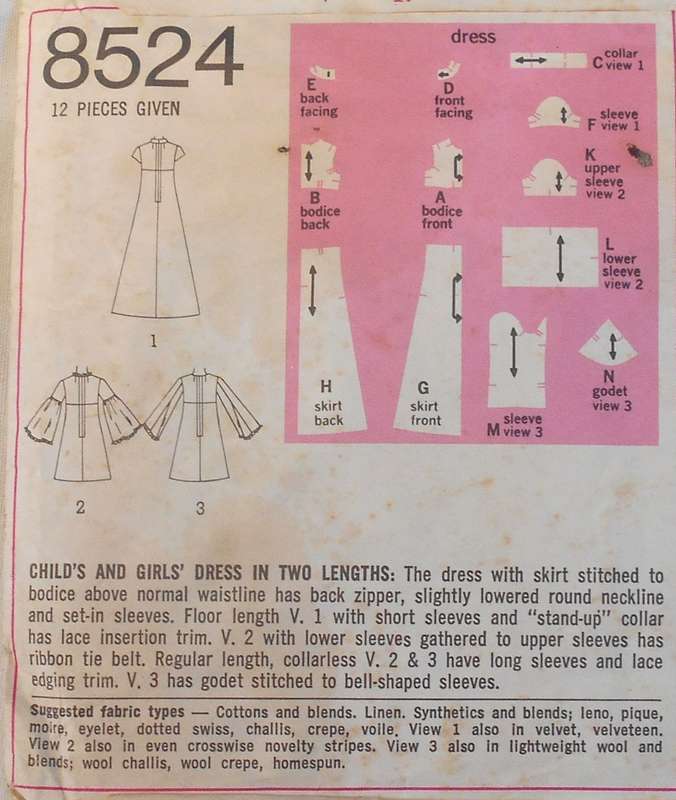 8524
12 PIECES GIVEN
1
2
3
dress
E
back
facing
D
front
facing
collar
C view 1
sleeve
F view 1
B
bodice
back
A
bodice
front
K
upper
sleeve
view 2
L
lower
sleeve
view 2
H
skirt
back
G
skirt
front
sleeve
M view 3
N
godet
view 3
CHILD'S AND GIRLS' DRESS IN TWO LENGTHS: The dress with skirt stitched to
bodice above normal waistline has back zipper, slightly lowered round neckline
and set-in sleeves. Floor length V. 1 with short sleeves and "stand-up" collar
has lace insertion trim. V. 2 with lower sleeves gathered to upper sleeves has
ribbon tie belt. Regular length, collarless V. 2 & 3 have long sleeves and lace
edging trim. V. 3 has godet stitched to bell-shaped sleeves.
Suggested fabric types — Cottons and blends. Linen. Synthetics and blends; leno, pique,
moire, eyelet, dotted swiss, challis, crepe, voile. View 1 also in velvet, velveteen.
View 2 also in even crosswise novelty stripes. View 3 also in lightweight wool and
blends; wool challis, wool crepe, homespun.